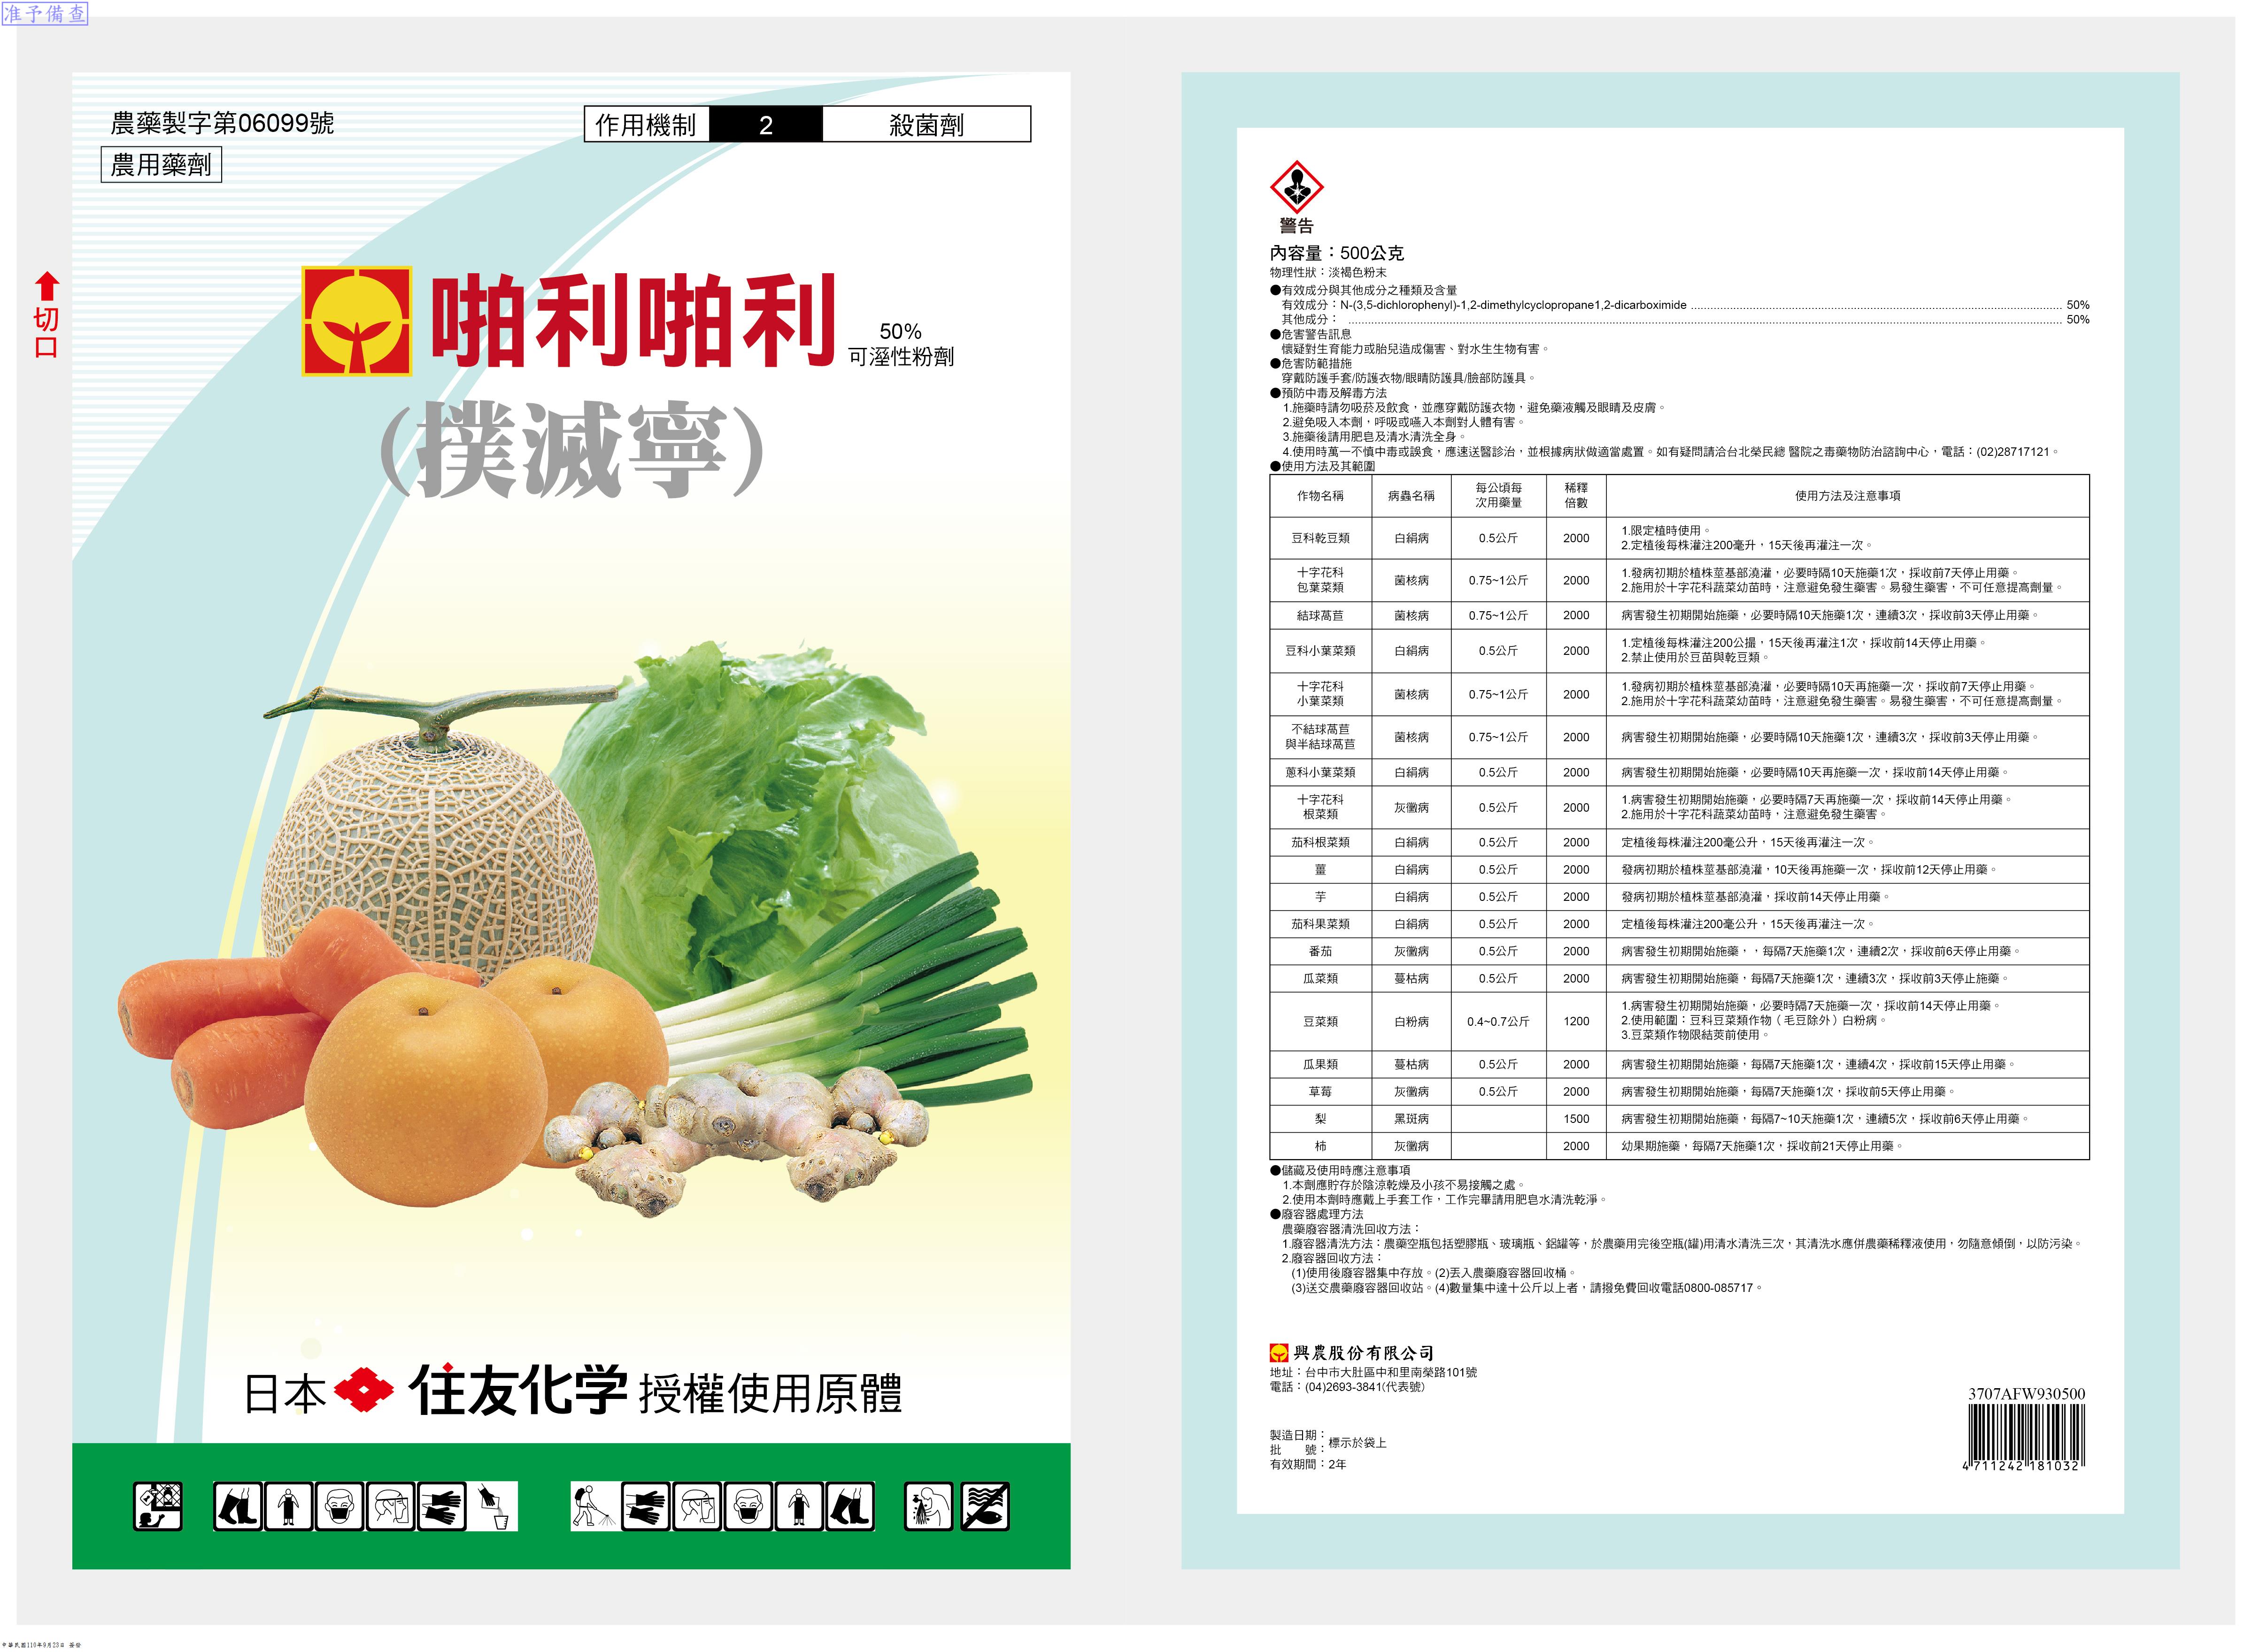 准予備查
農藥製字第06099號
農用藥劑
作用機制 2 殺菌劑
切口
啪利啪利
50%
可溼性粉劑
(撲滅寧)
日本 住友化学 授權使用原體
警告
內容量：500公克
物理性狀：淡褐色粉末
●有效成分與其他成分之種類及含量
有效成分：N-(3,5-dichlorophenyl)-1,2-dimethylcyclopropane1,2-dicarboximide 50%
其他成分： 50%
●危害警告訊息
懷疑對生育能力或胎兒造成傷害、對水生生物有害。
●危害防範措施
穿戴防護手套/防護衣物/眼睛防護具/臉部防護具。
●預防中毒及解毒方法
1.施藥時請勿吸菸及飲食，並應穿戴防護衣物，避免藥液觸及眼睛及皮膚。
2.避免吸入本劑，呼吸或嚥入本劑對人體有害。
3.施藥後請用肥皂及清水清洗全身。
4.使用時萬一不慎中毒或誤食，應速送醫診治，並根據病狀做適當處置。如有疑問請洽台北榮民總 醫院之毒藥物防治諮詢中心，電話：(02)28717121。
●使用方法及其範圍
作物名稱 病蟲名稱 每公頃每次用藥量 稀釋倍數 使用方法及注意事項
豆科乾豆類 白絹病 0.5公斤 2000 1.限定植時使用。
2.定植後每株灌注200毫升，15天後再灌注一次。
十字花科包葉菜類 菌核病 0.75~1公斤 2000 1.發病初期於植株莖基部澆灌，必要時隔10天施藥1次，採收前7天停止用藥。
2.施用於十字花科蔬菜幼苗時，注意避免發生藥害。易發生藥害，不可任意提高劑量。
結球萵苣 菌核病 0.75~1公斤 2000 病害發生初期開始施藥，必要時隔10天施藥1次，連續3次，採收前3天停止用藥。
豆科小葉菜類 白絹病 0.5公斤 2000 1.定植後每株灌注200公撮，15天後再灌注1次，採收前14天停止用藥。
2.禁止使用於豆苗與乾豆類。
十字花科小葉菜類 菌核病 0.75~1公斤 2000 1.發病初期於植株莖基部澆灌，必要時隔10天再施藥一次，採收前7天停止用藥。
2.施用於十字花科蔬菜幼苗時，注意避免發生藥害。易發生藥害，不可任意提高劑量。
不結球萵苣與半結球萵苣 菌核病 0.75~1公斤 2000 病害發生初期開始施藥，必要時隔10天施藥1次，連續3次，採收前3天停止用藥。
蔥科小葉菜類 白絹病 0.5公斤 2000 病害發生初期開始施藥，必要時隔10天再施藥一次，採收前14天停止用藥。
十字花科根菜類 灰黴病 0.5公斤 2000 1.病害發生初期開始施藥，必要時隔7天再施藥一次，採收前14天停止用藥。
2.施用於十字花科蔬菜幼苗時，注意避免發生藥害。
茄科根菜類 白絹病 0.5公斤 2000 定植後每株灌注200毫公升，15天後再灌注一次。
薑 白絹病 0.5公斤 2000 發病初期於植株莖基部澆灌，10天後再施藥一次，採收前12天停止用藥。
芋 白絹病 0.5公斤 2000 發病初期於植株莖基部澆灌，採收前14天停止用藥。
茄科果菜類 白絹病 0.5公斤 2000 定植後每株灌注200毫公升，15天後再灌注一次。
番茄 灰黴病 0.5公斤 2000 病害發生初期開始施藥，，每隔7天施藥1次，連續2次，採收前6天停止用藥。
瓜菜類 蔓枯病 0.5公斤 2000 病害發生初期開始施藥，每隔7天施藥1次，連續3次，採收前3天停止施藥。
豆菜類 白粉病 0.4~0.7公斤 1200 1.病害發生初期開始施藥，必要時隔7天施藥一次，採收前14天停止用藥。
2.使用範圍：豆科豆菜類作物（毛豆除外）白粉病。
3.豆菜類作物限結莢前使用。
瓜果類 蔓枯病 0.5公斤 2000 病害發生初期開始施藥，每隔7天施藥1次，連續4次，採收前15天停止用藥。
草莓 灰黴病 0.5公斤 2000 病害發生初期開始施藥，每隔7天施藥1次，採收前5天停止用藥。
梨 黑斑病 1500 病害發生初期開始施藥，每隔7~10天施藥1次，連續5次，採收前6天停止用藥。
柿 灰黴病 2000 幼果期施藥，每隔7天施藥1次，採收前21天停止用藥。
●儲藏及使用時應注意事項
1.本劑應貯存於陰涼乾燥及小孩不易接觸之處。
2.使用本劑時應戴上手套工作，工作完畢請用肥皂水清洗乾淨。
●廢容器處理方法
農藥廢容器清洗回收方法：
1.廢容器清洗方法：農藥空瓶包括塑膠瓶、玻璃瓶、鋁罐等，於農藥用完後空瓶(罐)用清水清洗三次，其清洗水應併農藥稀釋液使用，勿隨意傾倒，以防污染。
2.廢容器回收方法：
(1)使用後廢容器集中存放。(2)丟入農藥廢容器回收桶。
(3)送交農藥廢容器回收站。(4)數量集中達十公斤以上者，請撥免費回收電話0800-085717。
興農股份有限公司
地址：台中市大肚區中和里南榮路101號
電話：(04)2693-3841(代表號)
製造日期：
批 號：標示於袋上
有效期間：2年
3707AFW930500
4 711242 181032